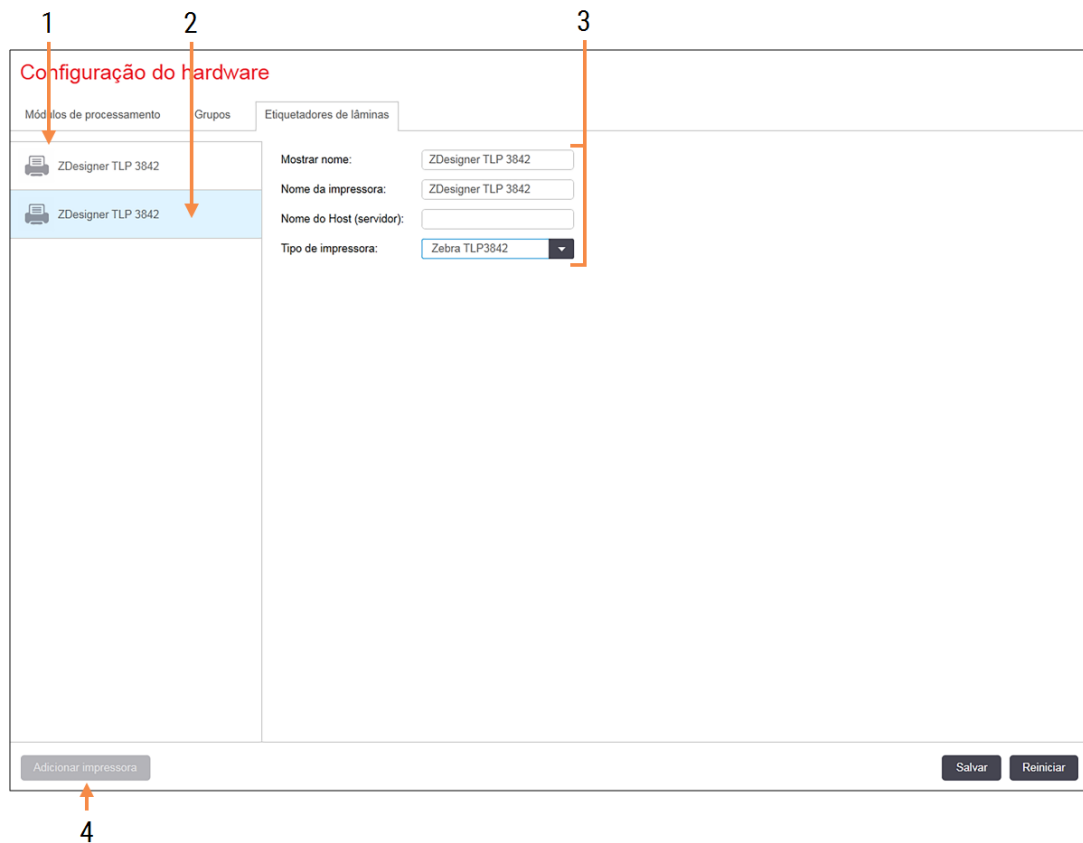 1 2 3
Configuração do hardware
Módulos de processamento Grupos Etiquetadores de lâminas
ZDesigner TLP 3842
ZDesigner TLP 3842
Mostrar nome: ZDesigner TLP 3842
Nome da impressora: ZDesigner TLP 3842
Nome do Host (servidor):
Tipo de impressora: Zebra TLP3842
Adicionar impressora Salvar Reiniciar
4